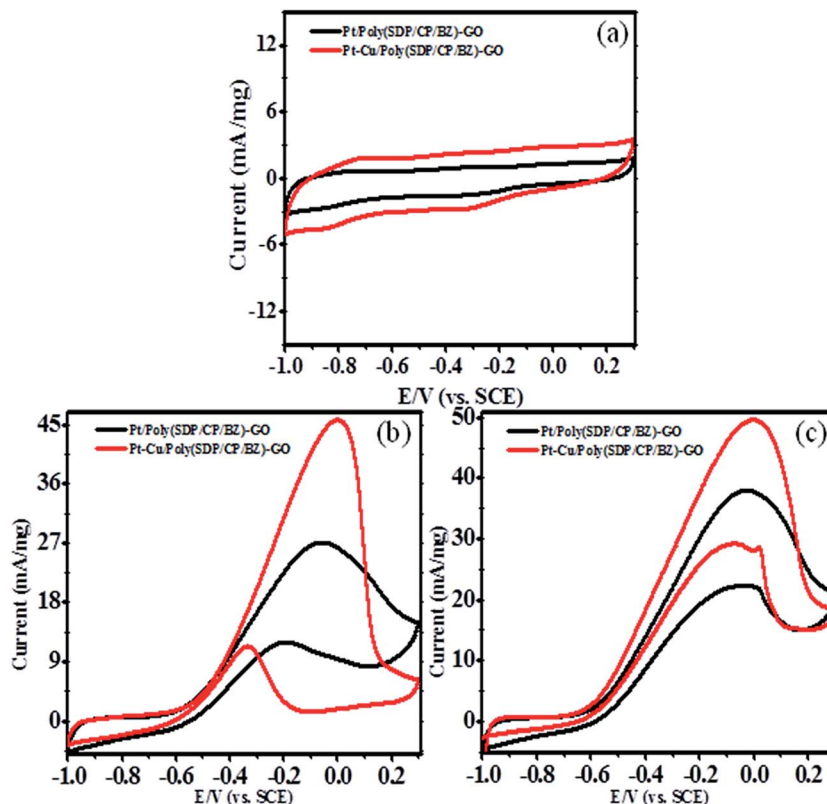 Pt/Poly(SDP/CP/BZ)-GO
Pt-Cu/Poly(SDP/CP/BZ)-GO
(a)
Current (mA/mg)
12
6
0
-6
-12
-1.0 -0.8 -0.6 -0.4 -0.2 0.0 0.2
E/V (vs. SCE)
Pt/Poly(SDP/CP/BZ)-GO
Pt-Cu/Poly(SDP/CP/BZ)-GO
(b)
Current (mA/mg)
45
36
27
18
9
0
-1.0 -0.8 -0.6 -0.4 -0.2 0.0 0.2
E/V (vs. SCE)
Pt/Poly(SDP/CP/BZ)-GO
Pt-Cu/Poly(SDP/CP/BZ)-GO
(c)
Current (mA/mg)
50
40
30
20
10
0
-1.0 -0.8 -0.6 -0.4 -0.2 0.0 0.2
E/V (vs. SCE)